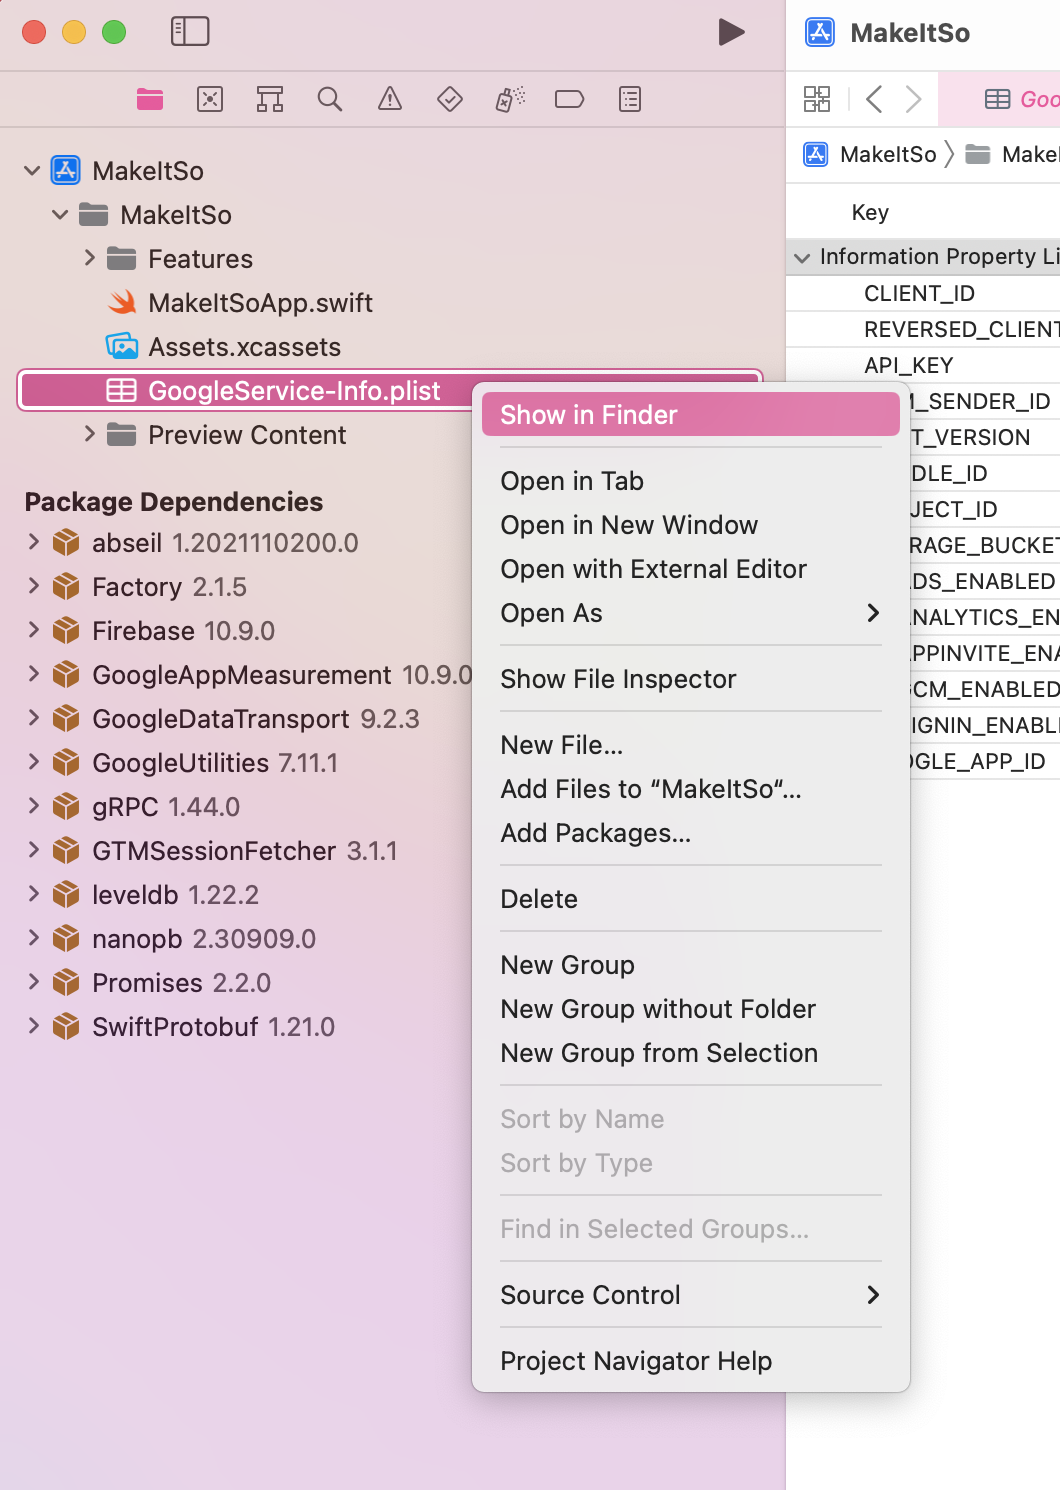 MakeItSo
Goo
MakeItSo
MakeItSo
Features
MakeItSoApp.swift
Assets.xcassets
GoogleService-Info.plist
Preview Content
Package Dependencies
abseil 1.2021110200.0
Factory 2.1.5
Firebase 10.9.0
GoogleAppMeasurement 10.9.0
GoogleDataTransport 9.2.3
GoogleUtilities 7.11.1
gRPC 1.44.0
GTMSessionFetcher 3.1.1
leveldb 1.22.2
nanopb 2.30909.0
Promises 2.2.0
SwiftProtobuf 1.21.0
Show in Finder
Open in Tab
Open in New Window
Open with External Editor
Open As
Show File Inspector
New File...
Add Files to “MakeItSo“...
Add Packages...
Delete
New Group
New Group without Folder
New Group from Selection
Sort by Name
Sort by Type
Find in Selected Groups...
Source Control
Project Navigator Help
MakeItSo MakeI
Key
Information Property Li
CLIENT_ID
REVERSED_CLIENT
API_KEY
M_SENDER_ID
T_VERSION
DLE_ID
JECT_ID
RAGE_BUCKET
DS_ENABLED
NALYTICS_EN
PPINVITE_ENA
CM_ENABLED
IGNIN_ENABL
OGLE_APP_ID